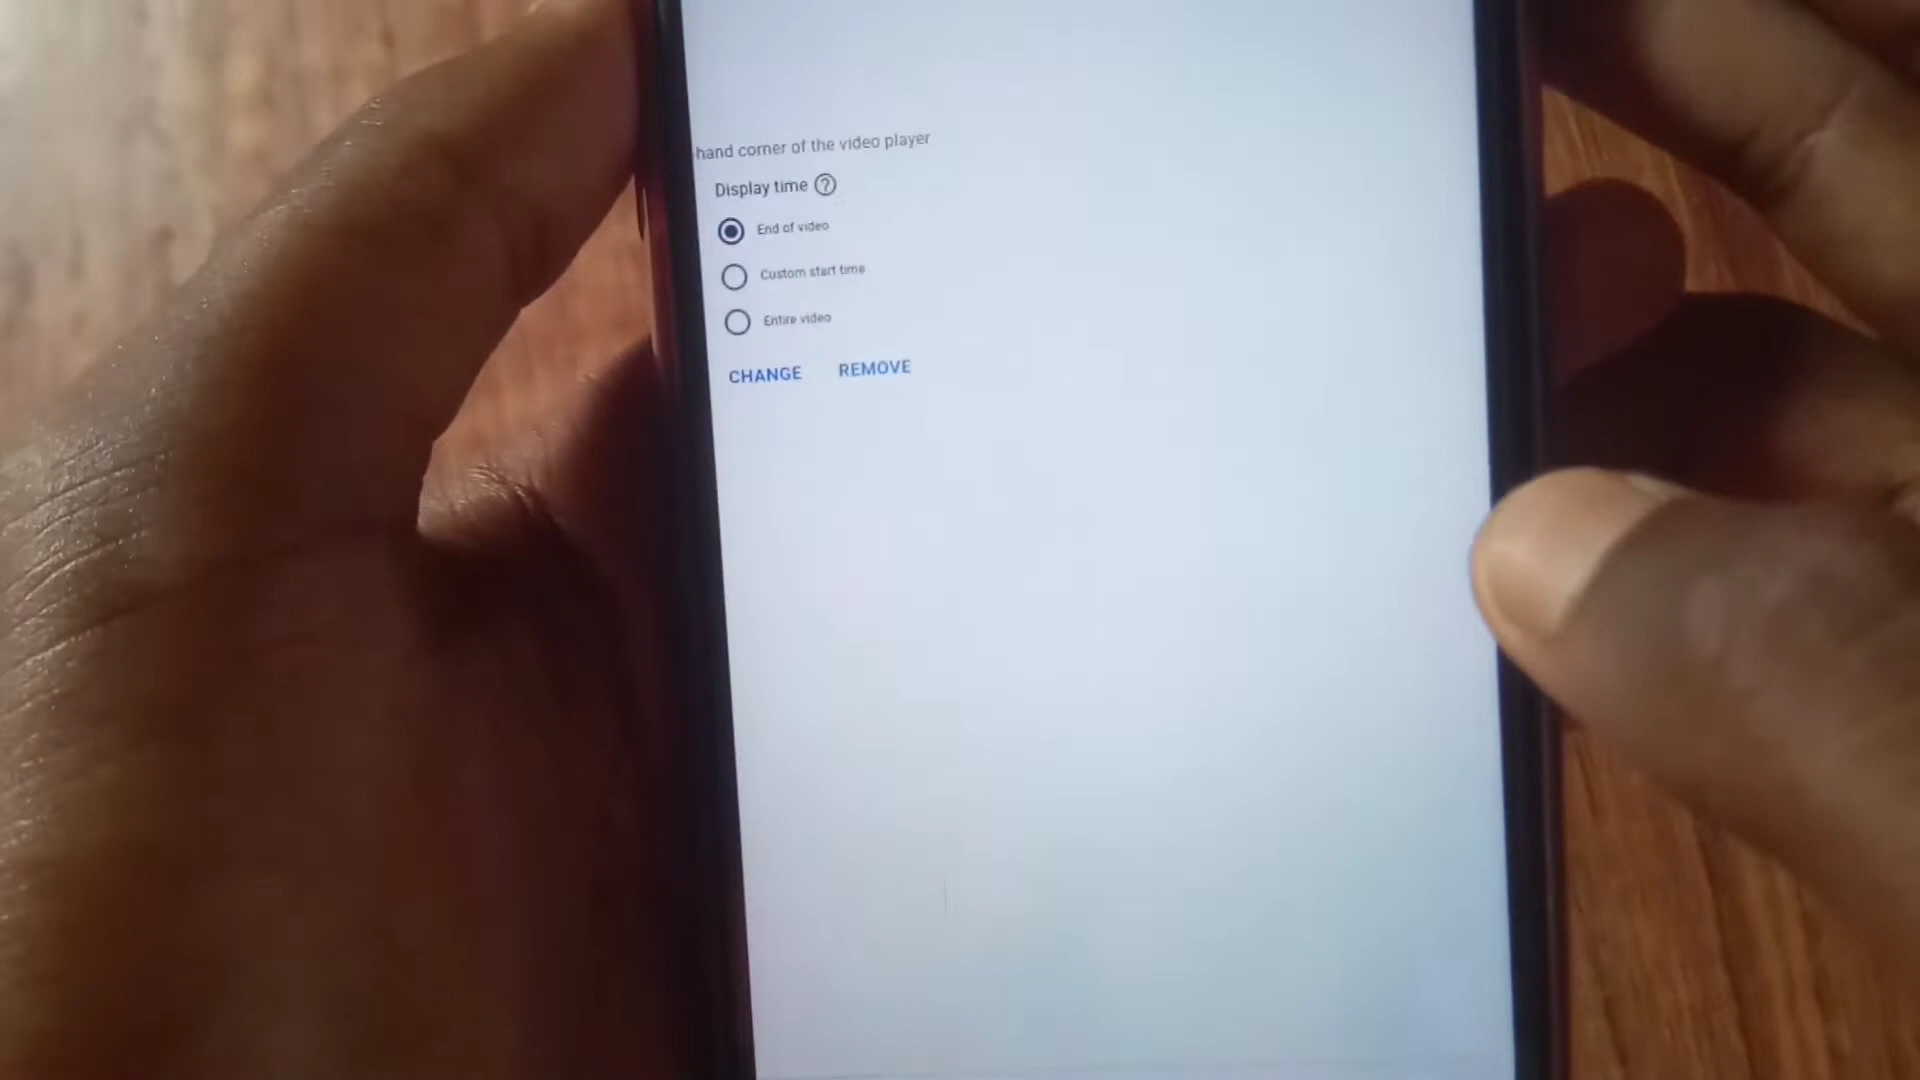 hand corner of the video player
Display time ?
End of video
Custom start time
Entire video
CHANGE REMOVE